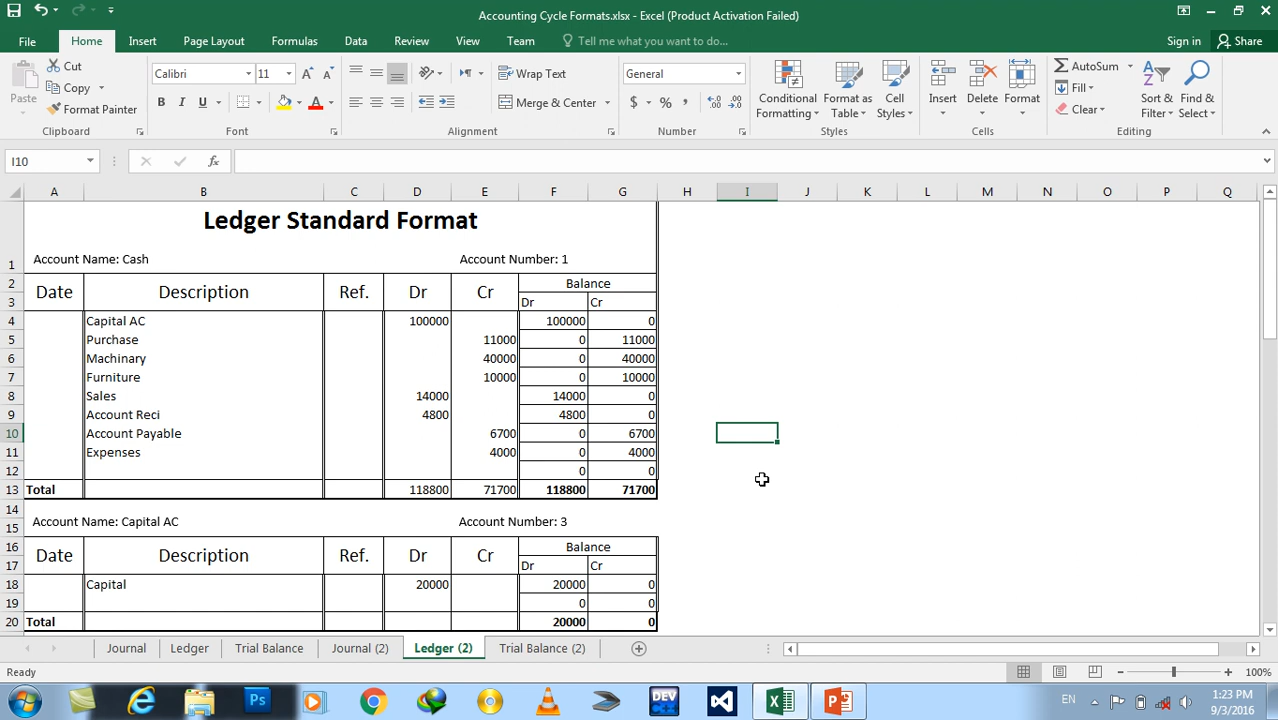 Accounting Cycle Formats.xlsx - Excel (Product Activation Failed)
File Home Insert Page Layout Formulas Data Review View Team Tell me what you want to do... Sign in Share
Cut
Copy
Format Painter
Paste
Clipboard
Calibri 11
B I U
Font
Wrap Text
Merge & Center
Alignment
General
$ % ,
Number
Conditional Formatting
Format as Table
Cell Styles
Styles
Insert Delete Format
Cells
AutoSum
Fill
Clear
Sort & Filter
Find & Select
Editing
I10 fx
A B C D E F G H I J K L M N O P Q
Ledger Standard Format
1 Account Name: Cash Account Number: 1
2 Date Description Ref. Dr Cr Balance
3 Dr Cr
4 Capital AC 100000 100000 0
5 Purchase 11000 0 11000
6 Machinary 40000 0 40000
7 Furniture 10000 0 10000
8 Sales 14000 14000 0
9 Account Reci 4800 4800 0
10 Account Payable 6700 0 6700
11 Expenses 4000 0 4000
12 0 0
13 Total 118800 71700 118800 71700
14
15 Account Name: Capital AC Account Number: 3
16 Date Description Ref. Dr Cr Balance
17 Dr Cr
18 Capital 20000 20000 0
19 0 0
20 Total 20000 0
Journal Ledger Trial Balance Journal (2) Ledger (2) Trial Balance (2)
Ready 100%
Ps DEV EN 1:23 PM
9/3/2016